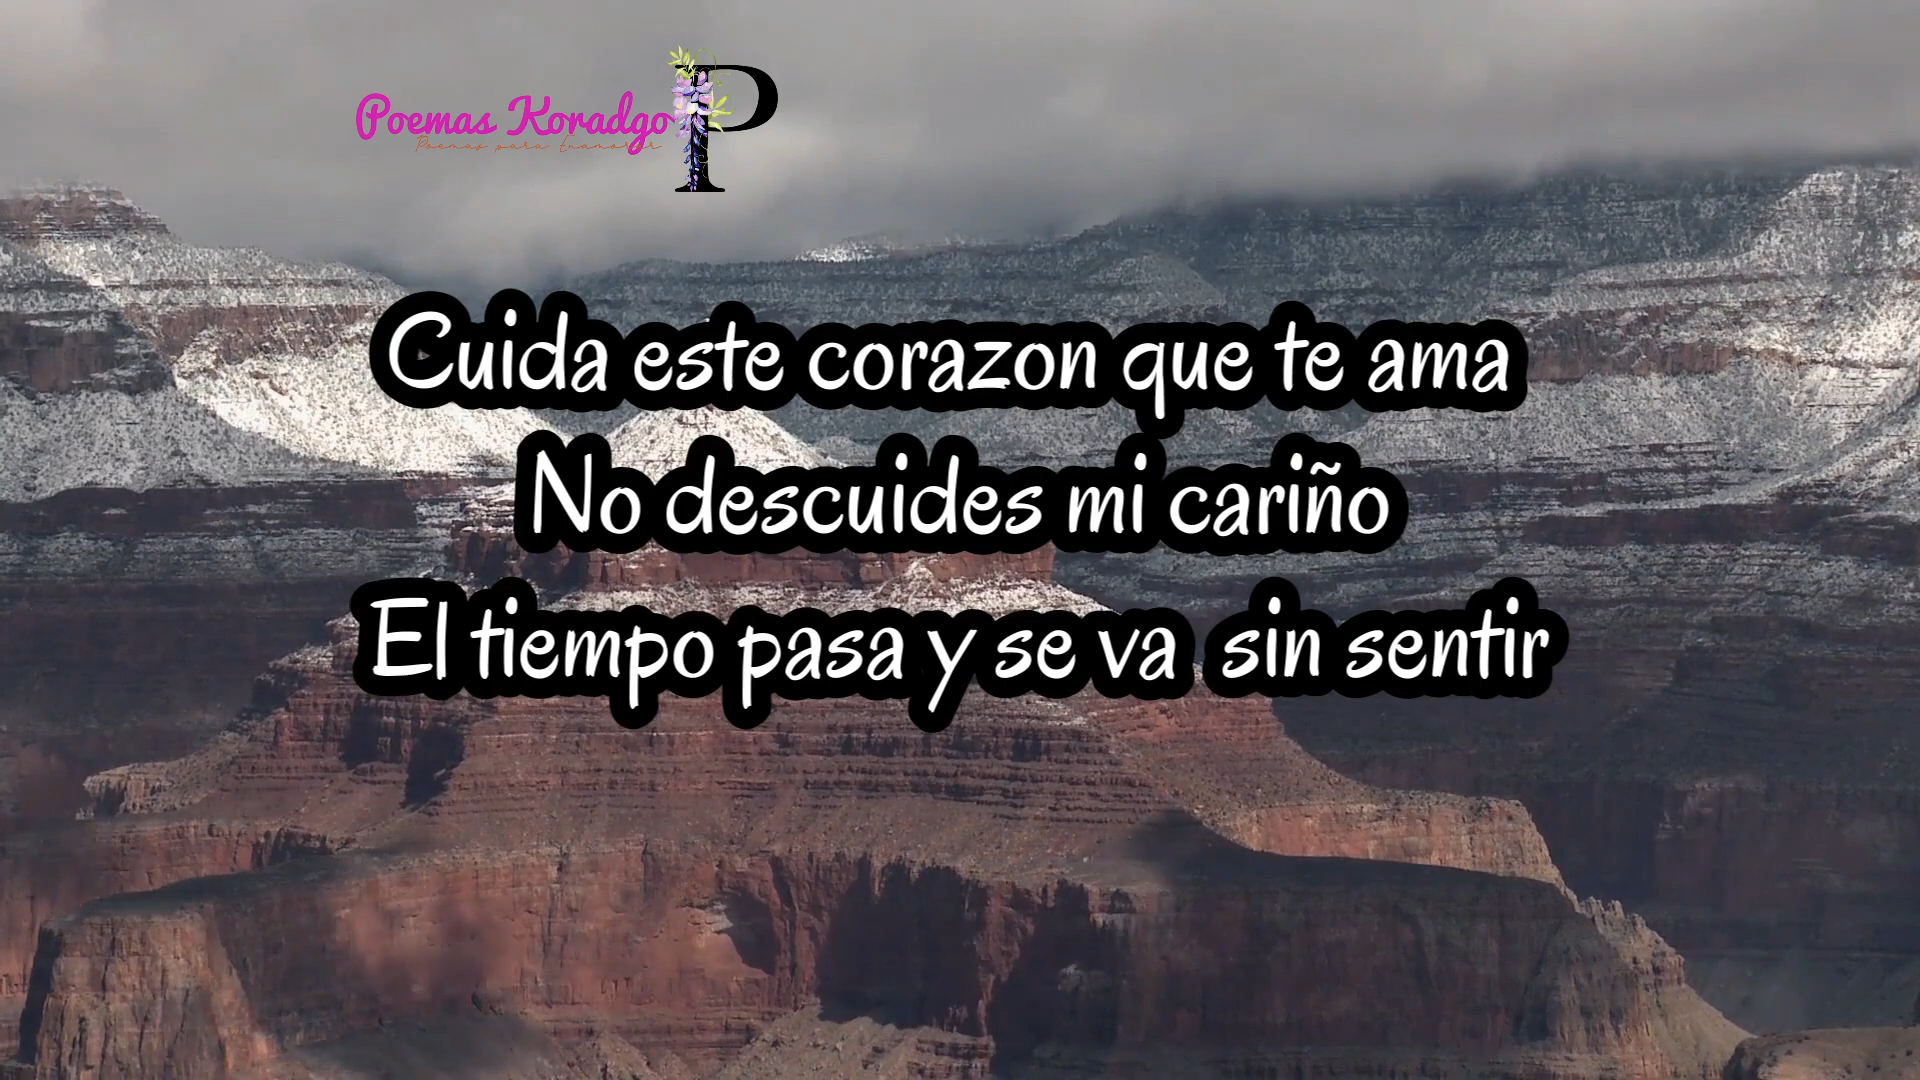 Poemas Koradgo
P
Poemas para Enamorar
Cuida este corazon que te ama
No descuides mi cariño
El tiempo pasa y se va sin sentir